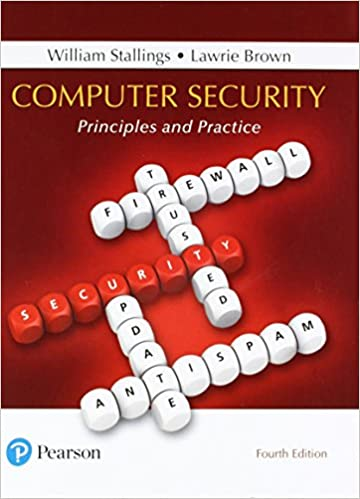 William Stallings • Lawrie Brown
COMPUTER SECURITY
Principles and Practice
FIREWALL
TRUSTED
SECURITY
UPDATE
ANTISPAM
Pearson
Fourth Edition